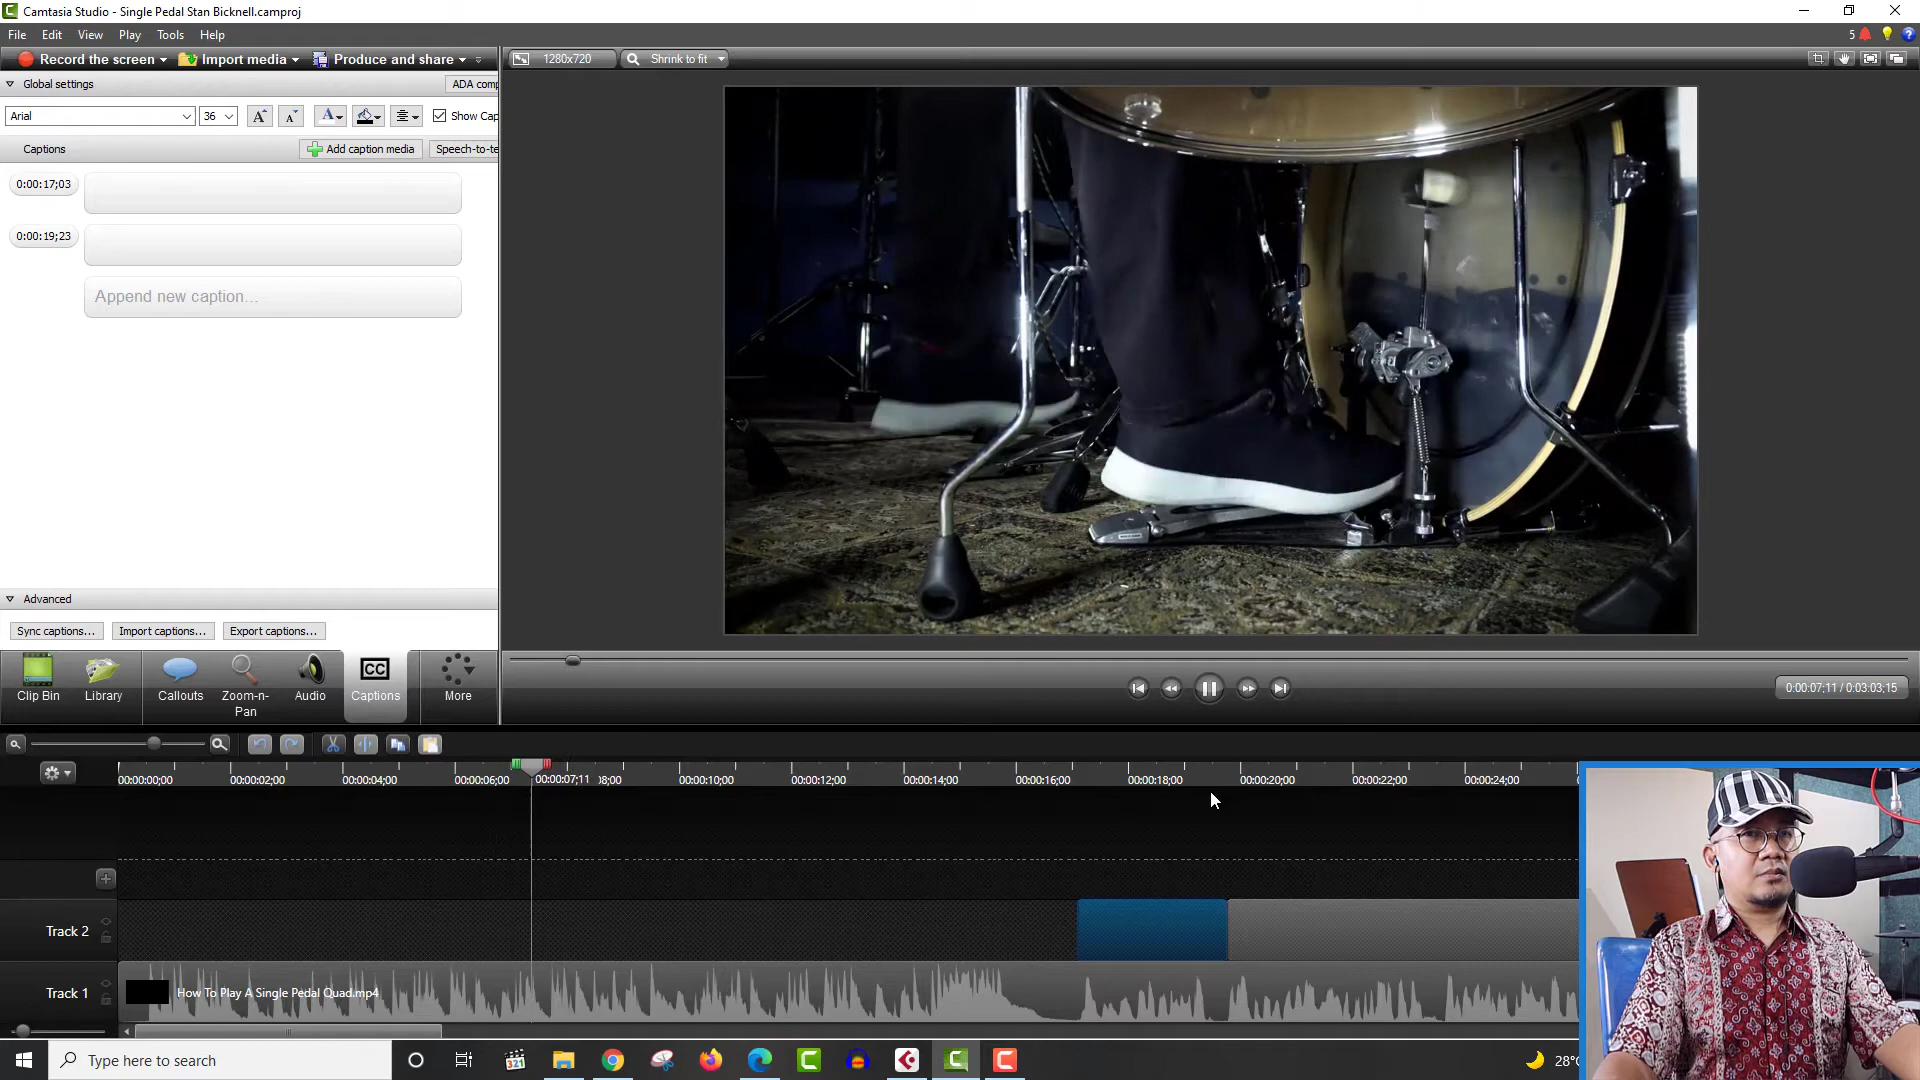 Camtasia Studio - Single Pedal Stan Bicknell.camproj
File Edit View Play Tools Help
5
Record the screen Import media Produce and share
1280x720 Shrink to fit
Global settings ADA comp
Arial 36 A A A Show Cap
Captions Add caption media Speech-to-te
0:00:17;03
0:00:19;23
Append new caption...
Advanced
Sync captions... Import captions... Export captions...
CC
Clip Bin Library Callouts Zoom-n-Pan Audio Captions More
0:00:07;11 / 0:03:03;15
00:00:00;00 00:00:02;00 00:00:04;00 00:00:06;00 00:00:07;11 8;00 00:00:10;00 00:00:12;00 00:00:14;00 00:00:16;00 00:00:18;00 00:00:20;00 00:00:22;00 00:00:24;00
Track 2
Track 1 How To Play A Single Pedal Quad.mp4
Type here to search
321
28°